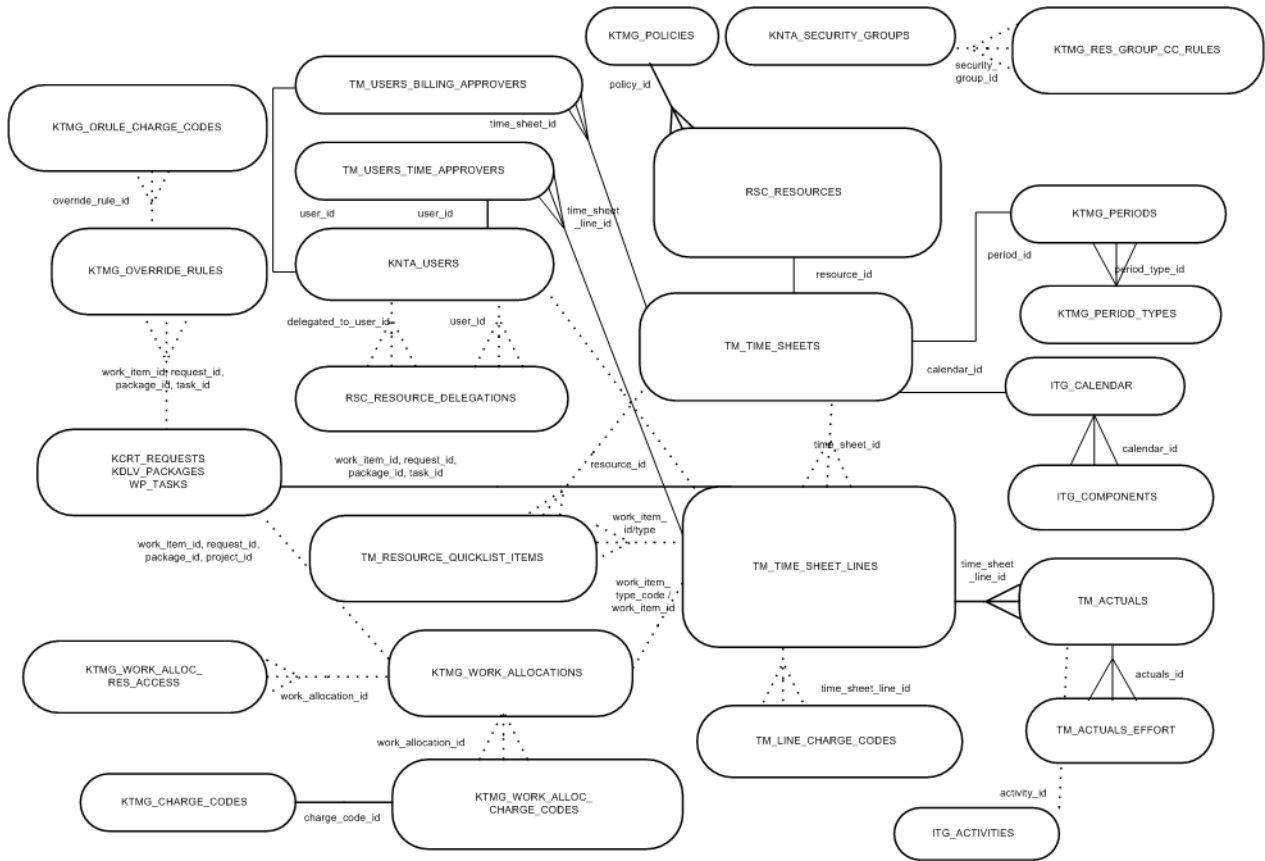 KTMG_POLICIES
KNTA_SECURITY_GROUPS
KTMG_RES_GROUP_CC_RULES
security_
group_id
policy_id
TM_USERS_BILLING_APPROVERS
time_sheet_id
KTMG_ORULE_CHARGE_CODES
override_rule_id
TM_USERS_TIME_APPROVERS
user_id
user_id
time_sheet
_line_id
RSC_RESOURCES
resource_id
KTMG_PERIODS
period_id
period_type_id
KTMG_PERIOD_TYPES
KTMG_OVERRIDE_RULES
KNTA_USERS
delegated_to_user_id
user_id
TM_TIME_SHEETS
calendar_id
ITG_CALENDAR
calendar_id
ITG_COMPONENTS
work_item_id, request_id,
package_id, task_id
RSC_RESOURCE_DELEGATIONS
time_sheet_id
resource_id
KCRT_REQUESTS
KDLV_PACKAGES
WP_TASKS
work_item_id, request_id,
package_id, task_id
work_item_id, request_id,
package_id, project_id
TM_RESOURCE_QUICKLIST_ITEMS
work_item_
id/type
TM_TIME_SHEET_LINES
work_item_
type_code /
work_item_id
time_sheet
_line_id
TM_ACTUALS
actuals_id
TM_ACTUALS_EFFORT
KTMG_WORK_ALLOC_
RES_ACCESS
work_allocation_id
KTMG_WORK_ALLOCATIONS
time_sheet_line_id
TM_LINE_CHARGE_CODES
work_allocation_id
KTMG_CHARGE_CODES
charge_code_id
KTMG_WORK_ALLOC_
CHARGE_CODES
activity_id
ITG_ACTIVITIES